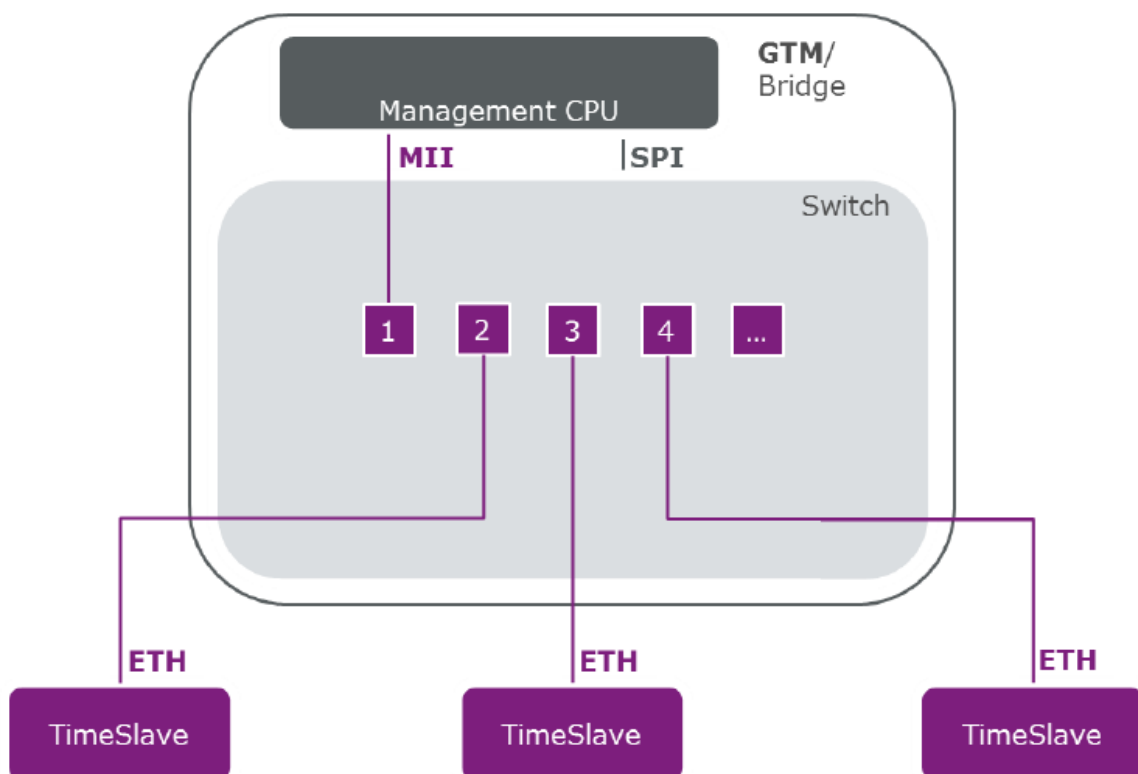 GTM/
Bridge
Management CPU
MII
SPI
Switch
1
2
3
4
...
ETH
ETH
ETH
TimeSlave
TimeSlave
TimeSlave